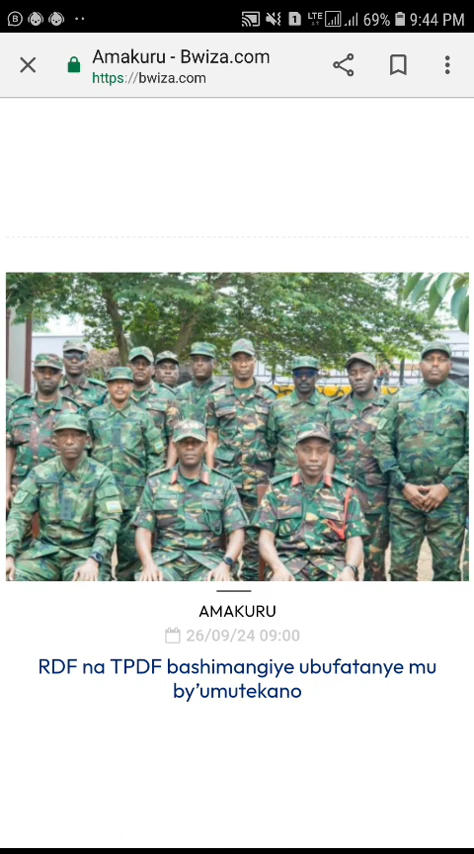 69% 9:44 PM
Amakuru - Bwiza.com
https://bwiza.com
AMAKURU
26/09/24 09:00
RDF na TPDF bashimangiye ubufatanye mu
by’umutekano